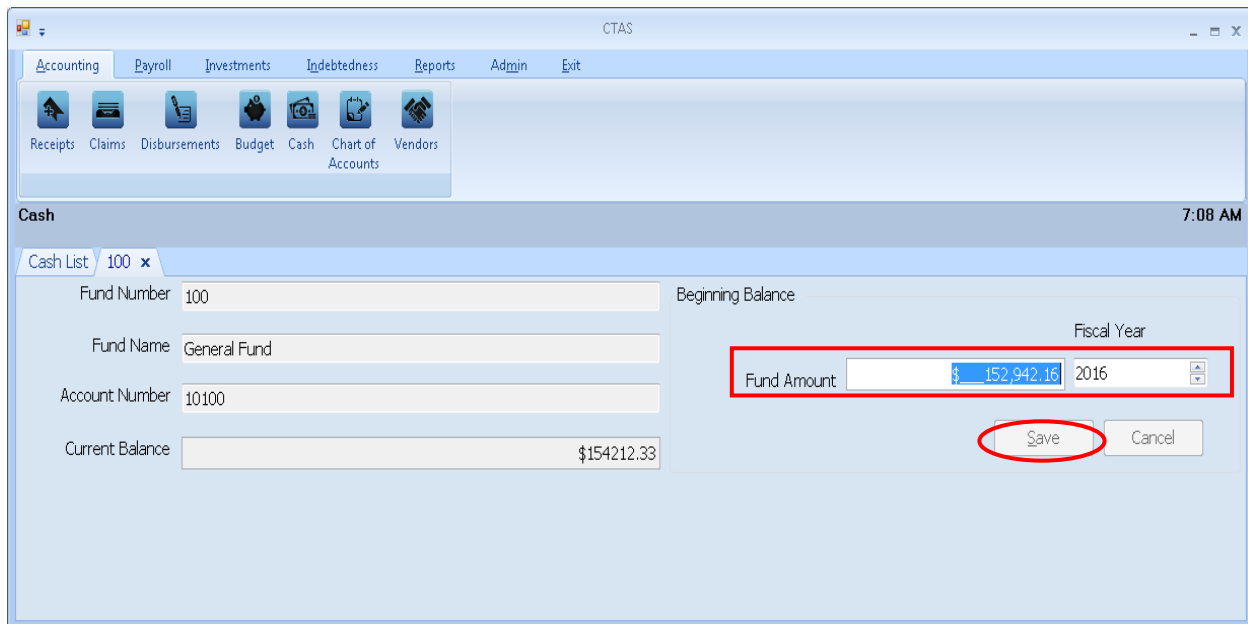 CTAS
Accounting Payroll Investments Indebtedness Reports Admin Exit
Receipts Claims Disbursements Budget Cash Chart of Accounts Vendors
Cash 7:08 AM
Cash List 100 x
Fund Number 100
Fund Name General Fund
Account Number 10100
Current Balance $154212.33
Beginning Balance
Fiscal Year
Fund Amount $___152,942.16 2016
Save Cancel